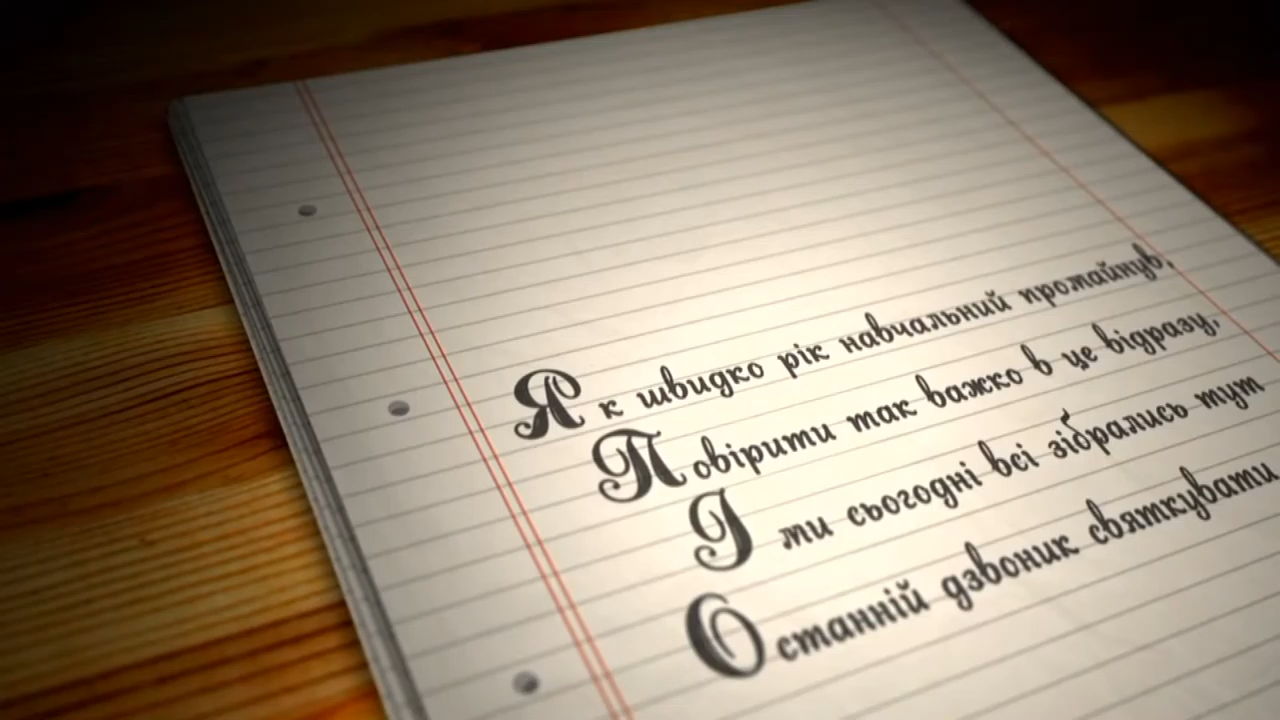 Як швидко рік навчальний промайнув,
Повірити так важко в це відразу,
І ми сьогодні всі зібрались тут
Останній дзвоник святкувати